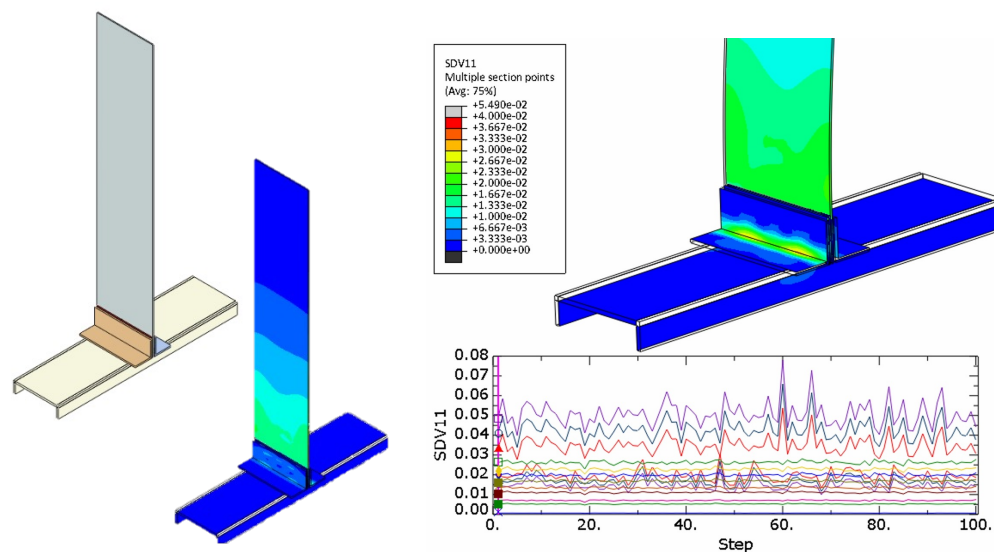 SDV11
Multiple section points
(Avg: 75%)
+5.490e-02
+4.000e-02
+3.667e-02
+3.333e-02
+3.000e-02
+2.667e-02
+2.333e-02
+2.000e-02
+1.667e-02
+1.333e-02
+1.000e-02
+6.667e-03
+3.333e-03
+0.000e+00
0.08
0.07
0.06
0.05
0.04
0.03
0.02
0.01
0.00
SDV11
0. 20. 40. 60. 80. 100.
Step